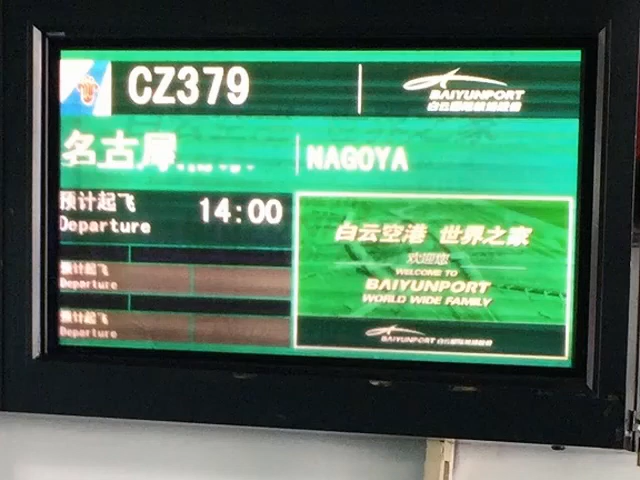 CZ379
BAIYUNPORT
名古屋
NAGOYA
预计起飞
Departure
14:00
预计起飞
Departure
预计起飞
Departure
白云空港 世界之家
欢迎您
WELCOME TO
BAIYUNPORT
WORLD WIDE FAMILY
BAIYUNPORT